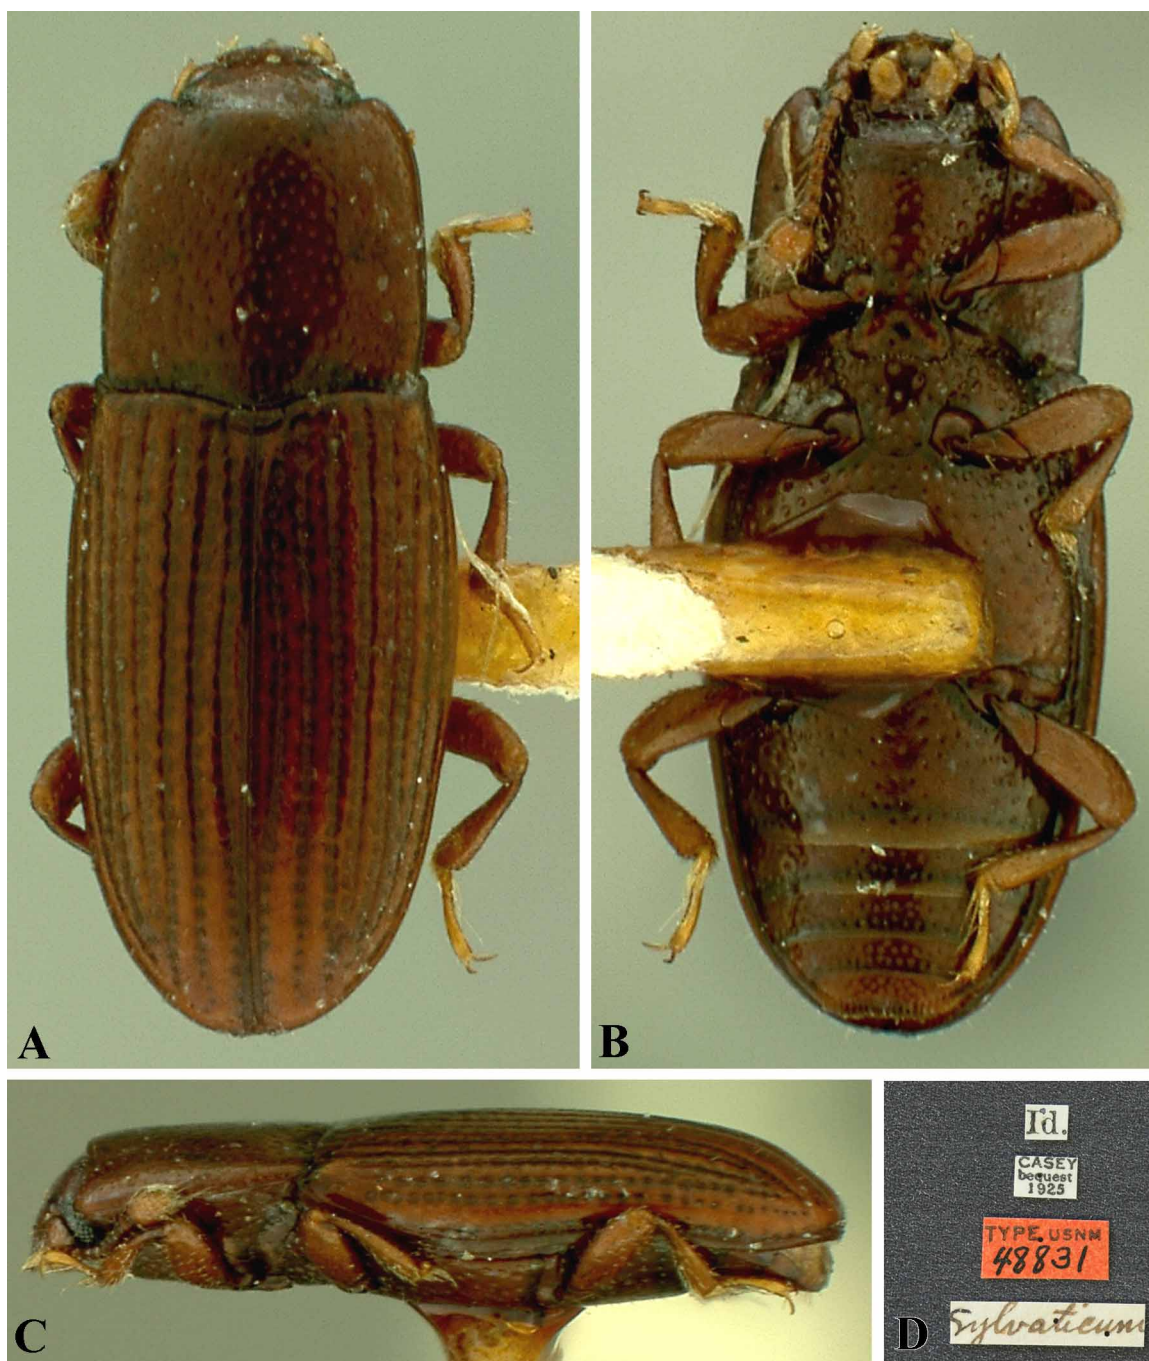 A
B
C
D
Id.
CASEY
bequest
1925
TYPE USNM
48831
Sylvaticum